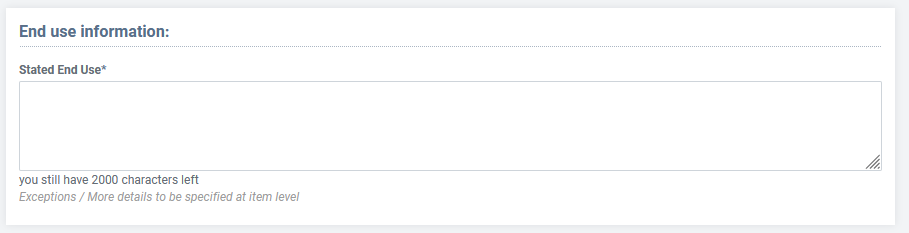 End use information:
Stated End Use*
you still have 2000 characters left
Exceptions / More details to be specified at item level